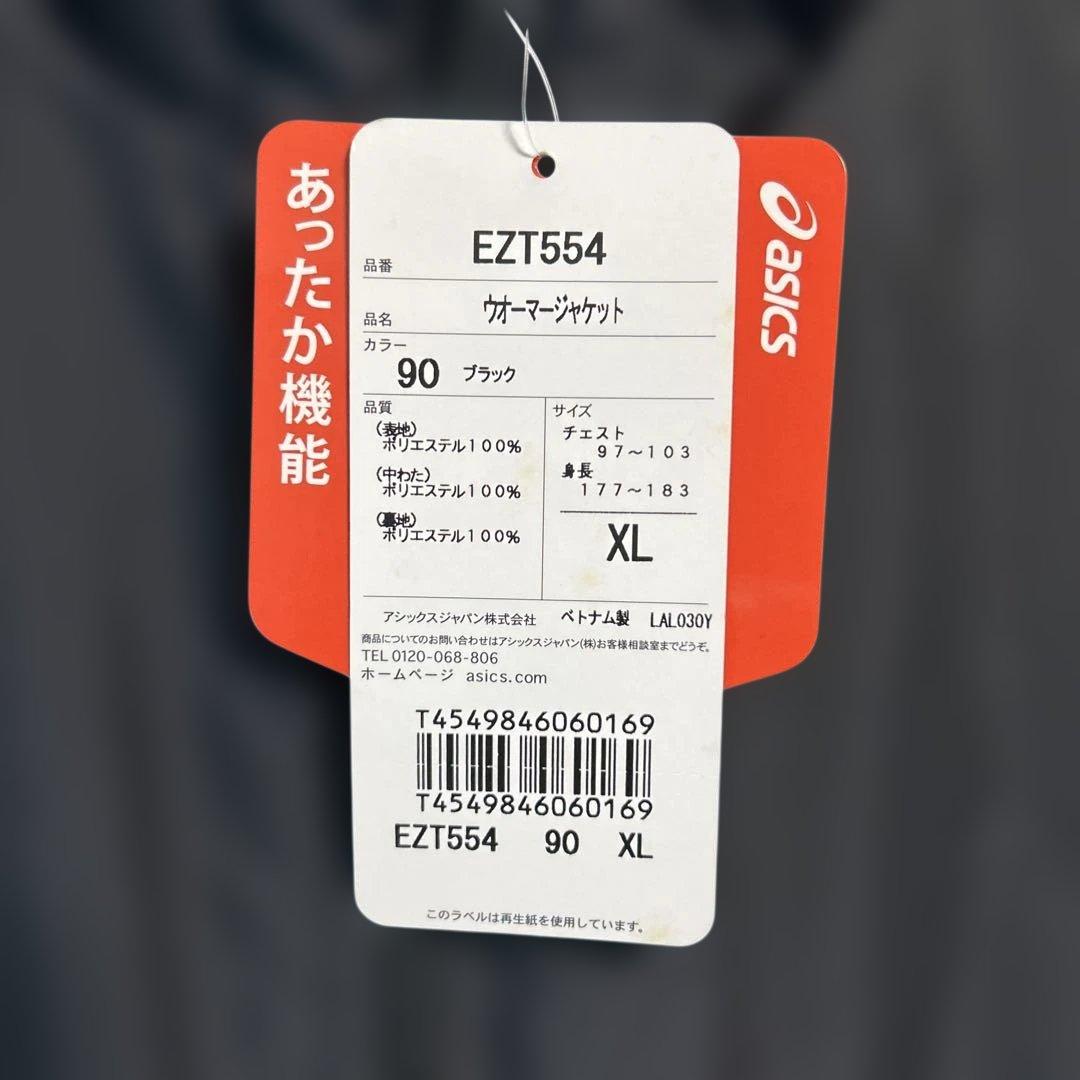 あったか機能
asics
品番 EZT554
品名 ウオーマージャケット
カラー
90 ブラック
品質
(表地)
ポリエステル100%
(中わた)
ポリエステル100%
(裏地)
ポリエステル100%
サイズ
チェスト
97～103
身長
177～183
XL
アシックスジャパン株式会社 ベトナム製 LAL030Y
商品についてのお問い合わせはアシックスジャパン(株)お客様相談室までどうぞ。
TEL 0120-068-806
ホームページ asics.com
T4549846060169
T4549846060169
EZT554 90 XL
このラベルは再生紙を使用しています。